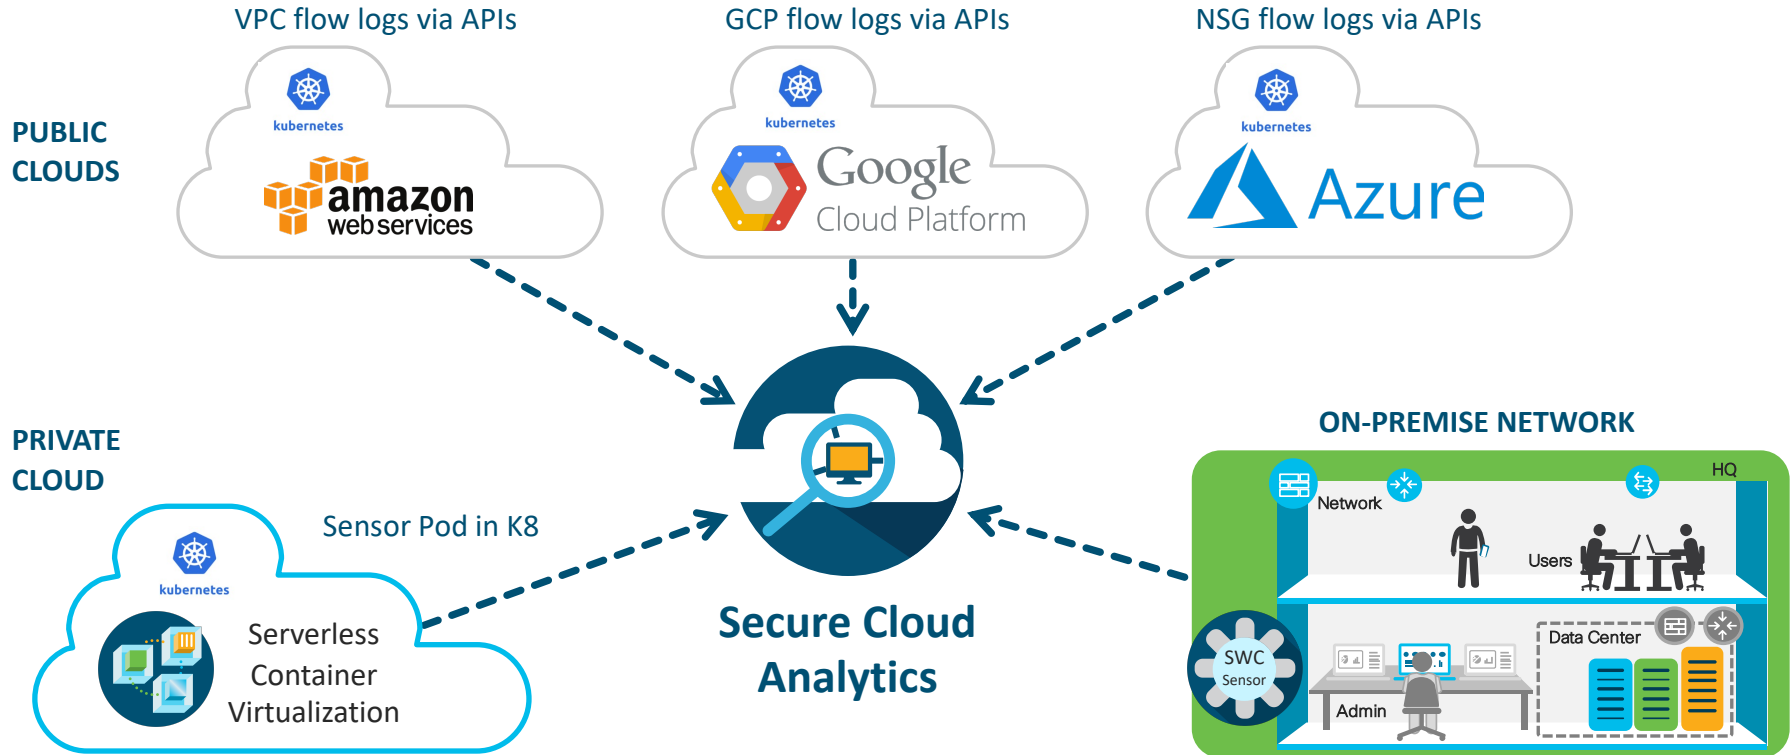 VPC flow logs via APIs
GCP flow logs via APIs
NSG flow logs via APIs
PUBLIC
CLOUDS
kubernetes
amazon
web services
kubernetes
Google
Cloud Platform
kubernetes
Azure
PRIVATE
CLOUD
Sensor Pod in K8
kubernetes
Serverless
Container
Virtualization
Secure Cloud
Analytics
ON-PREMISE NETWORK
HQ
Network
Users
SWC
Sensor
Data Center
Admin